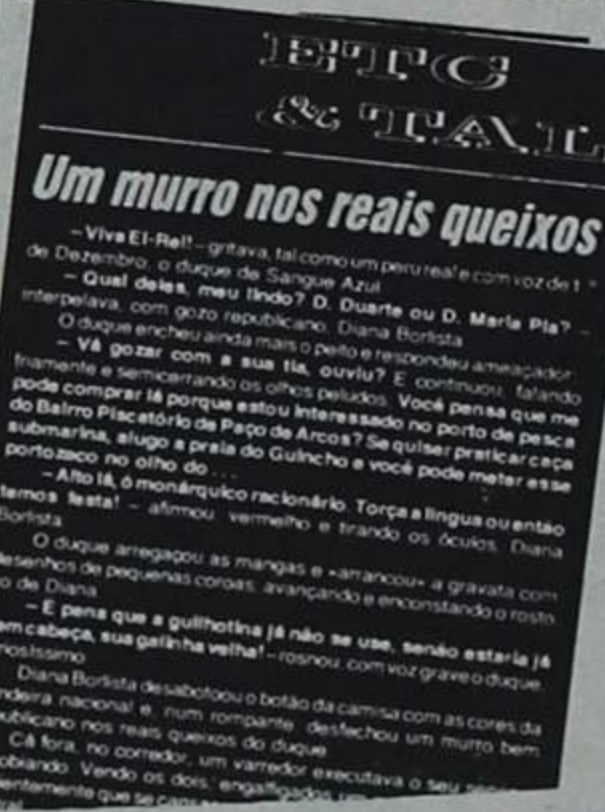 ETC
& TAL
Um murro nos reais queixos
– Viva El-Rei! – gritava, tal como um peru real e com voz de 1.º
de Dezembro, o duque de Sangue Azul
– Qual deles, meu lindo? D. Duarte ou D. Maria Pia? –
interpelava, com gozo republicano, Diana Borlista
O duque encheu ainda mais o peito e respondeu ameaçador:
– Vá gozar com a sua tia, ouviu? E continuou, falando
friamente e semicerrando os olhos peludos. Você pensa que me
pode comprar lá porque estou interessado no porto de pesca
do Bairro Piscatório de Paço de Arcos? Se quiser praticar caça
submarina, alugo a praia do Guincho e você pode meter esse
portozeco no olho do ...
– Alto lá, ó monárquico racionário. Torça a língua ou então
temos festa! – afirmou, vermelho e tirando os óculos, Diana
Borlista
O duque arregaçou as mangas e «arrancou» a gravata com
desenhos de pequenas coroas, avançando e enconstando o rosto
o de Diana
– É pena que a guilhotina já não se use, senão estaria já
em cabeça, sua galinha velha! – rosnou, com voz grave o duque,
nosíssimo
Diana Borlista desabotoou o botão da camisa com as cores da
ndeira nacional e, num rompante, desfechou um murro bem
publicano nos reais queixos do duque
Cá fora, no corredor, um varredor executava o seu
obiando. Vendo os dois, engalfigados
entemente que se